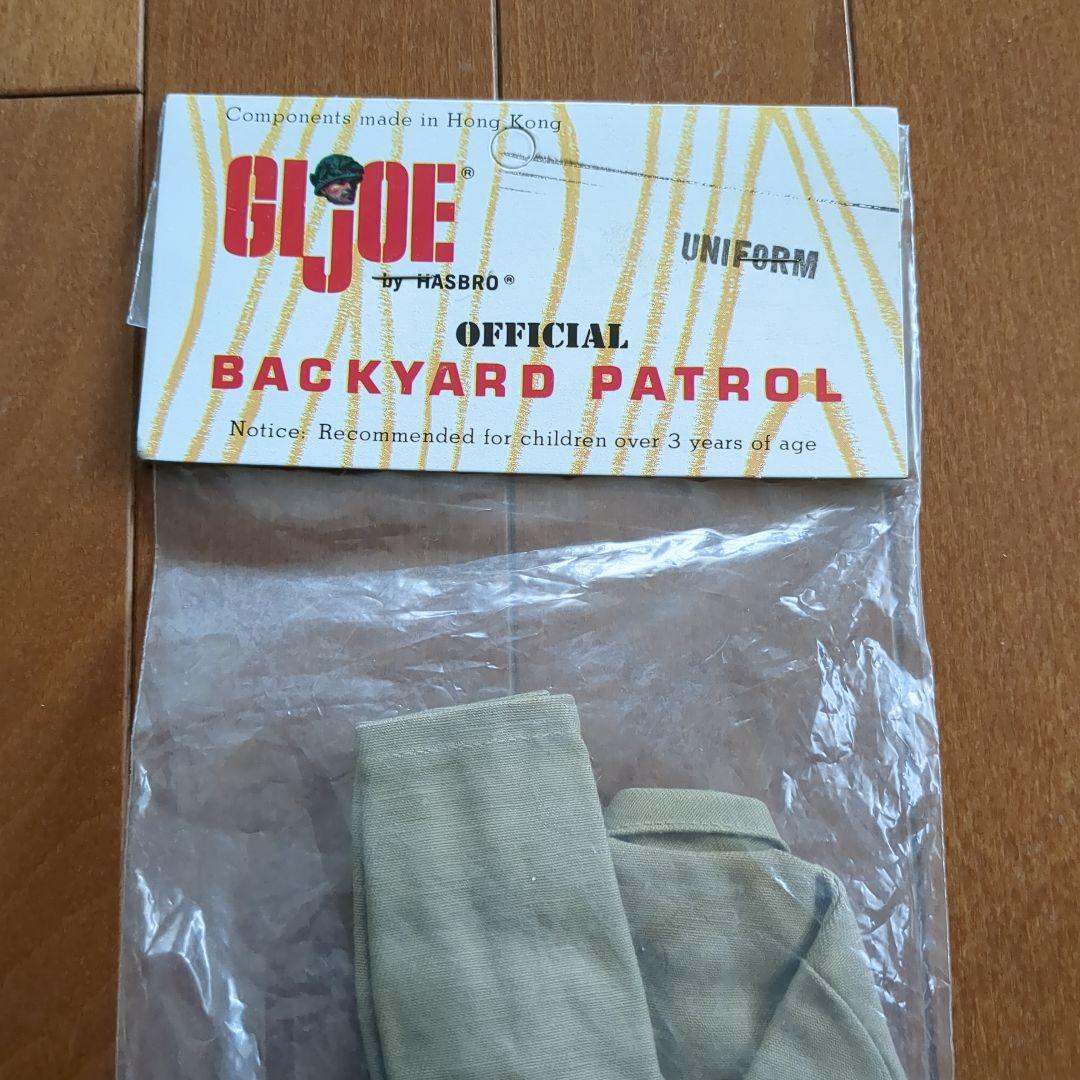 Components made in Hong Kong
GI JOE®
UNIFORM
by HASBRO®
OFFICIAL
BACKYARD PATROL
Notice: Recommended for children over 3 years of age